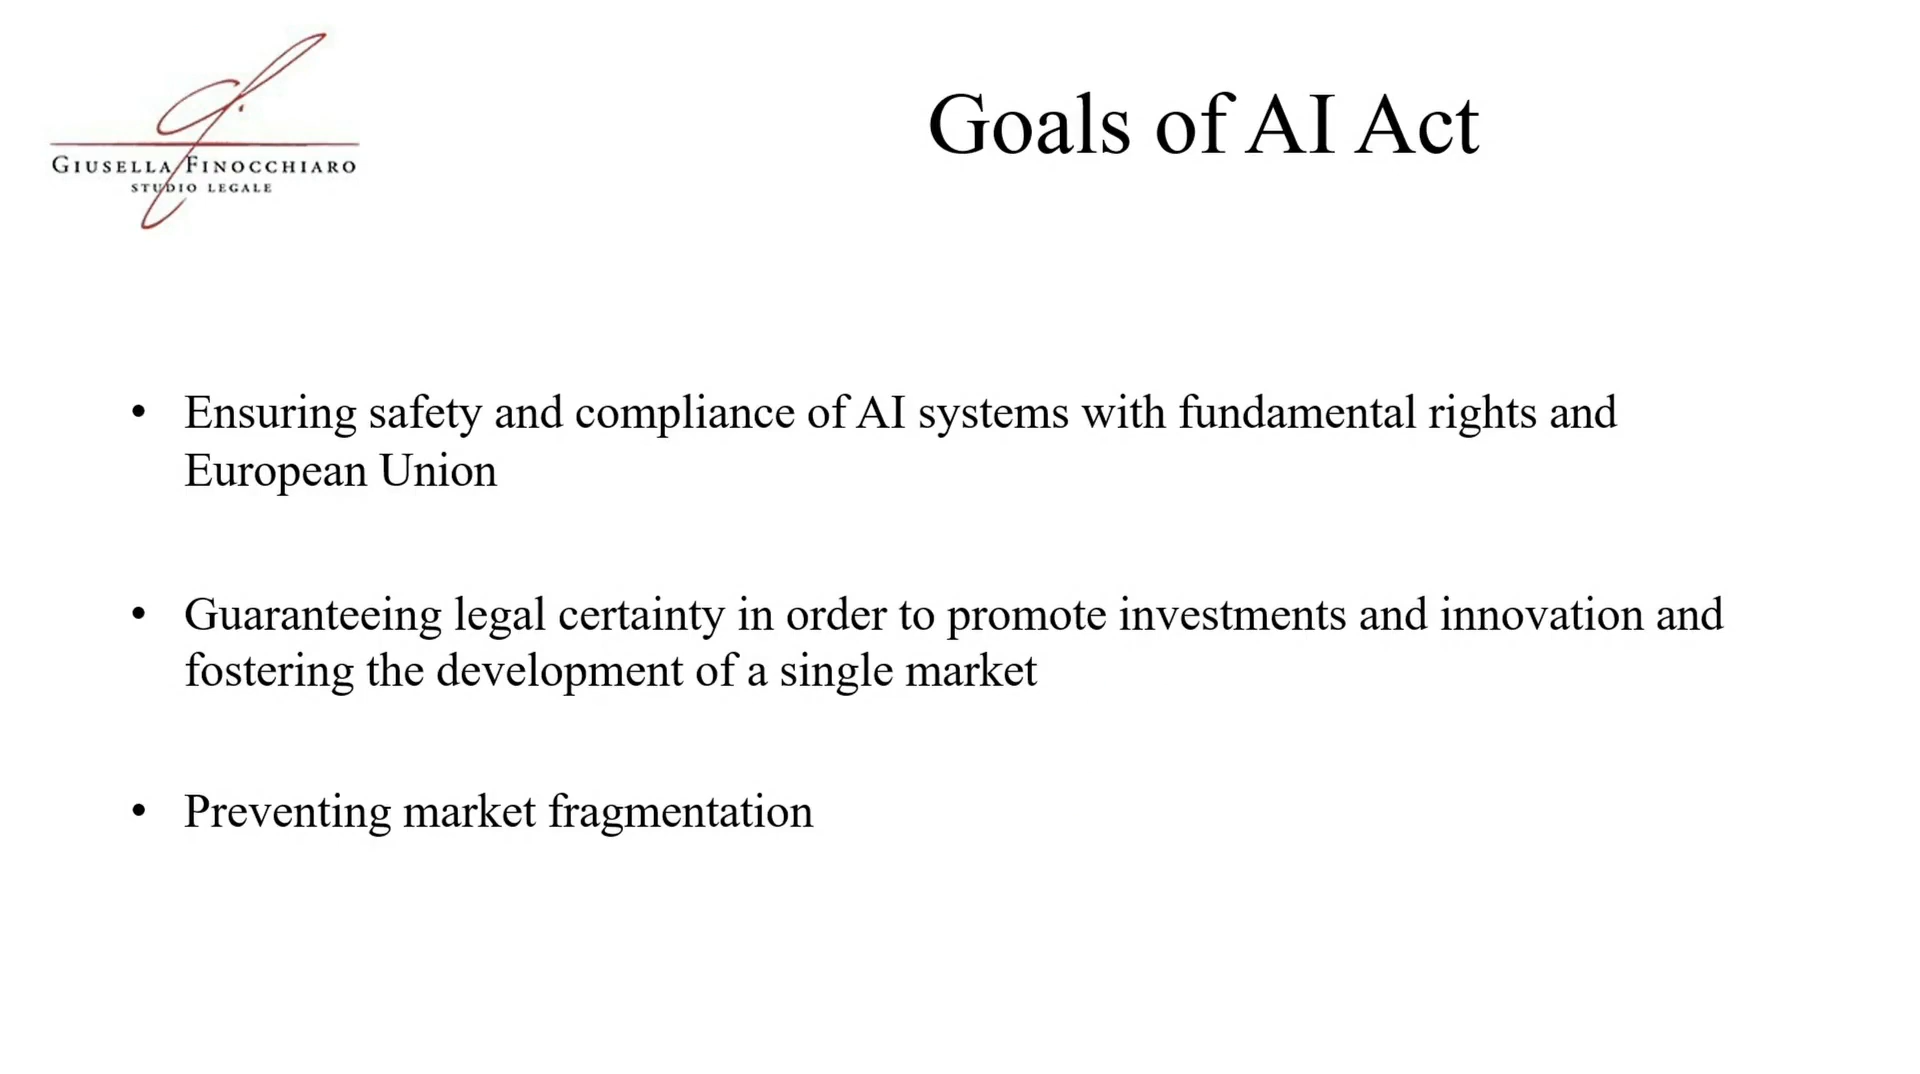 GIUSELLA FINOCCHIARO
STUDIO LEGALE
Goals of AI Act
• Ensuring safety and compliance of AI systems with fundamental rights and
European Union
• Guaranteeing legal certainty in order to promote investments and innovation and
fostering the development of a single market
• Preventing market fragmentation